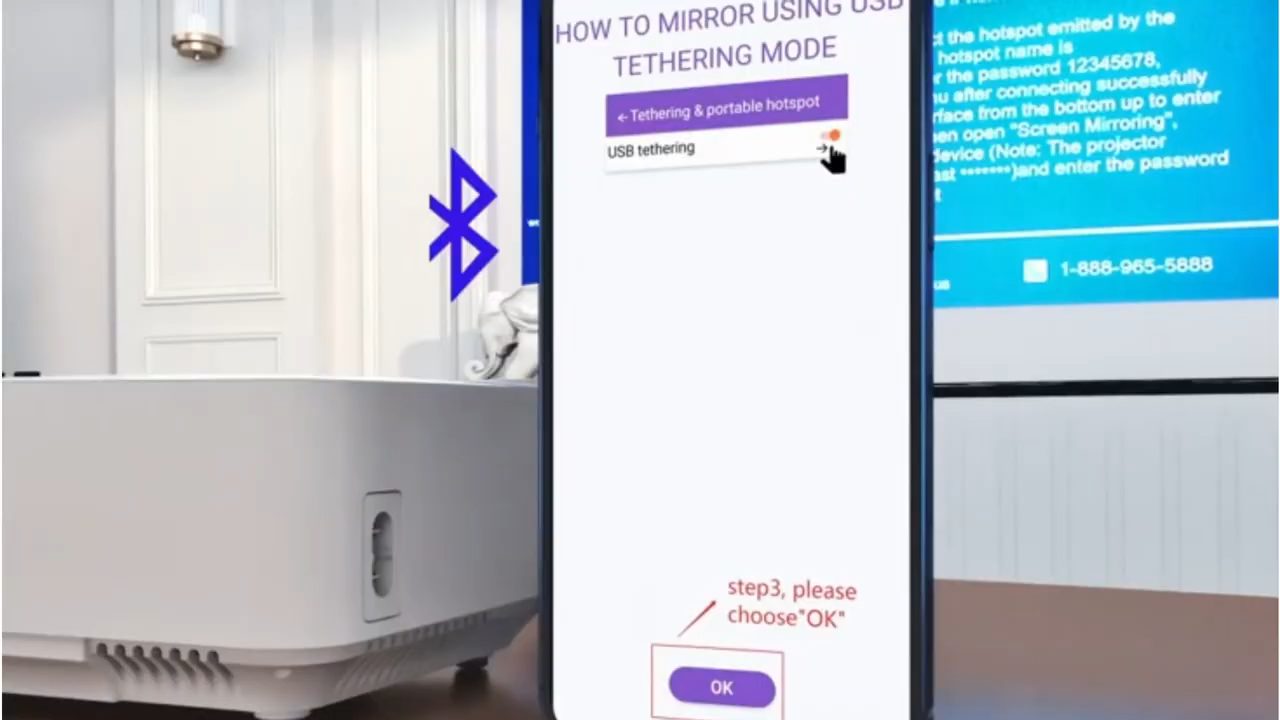 HOW TO MIRROR USING USB
TETHERING MODE
←Tethering & portable hotspot
USB tethering
step3, please
choose"OK"
OK
the hotspot emitted by the
hotspot name is
the password 12345678,
after connecting successfully
from the bottom up to enter
open "Screen Mirroring",
(Note: The projector
*******)and enter the password
1-888-965-5888